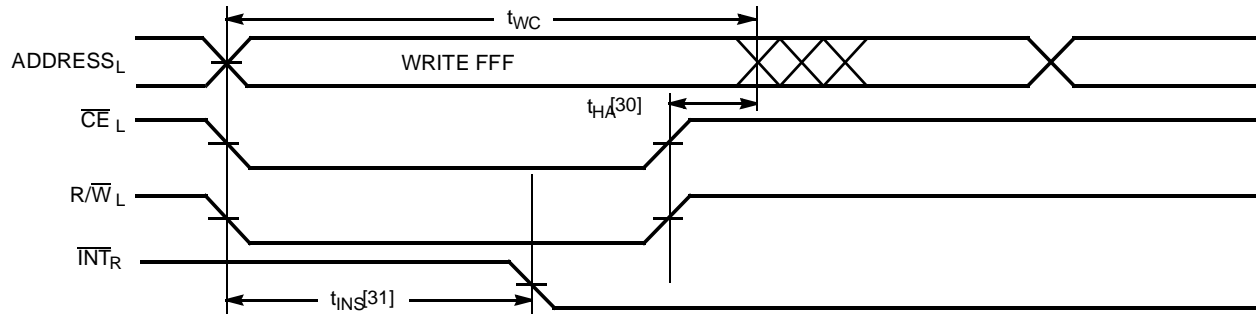 tWC
ADDRESSL
WRITE FFF
tHA[30]
CE L
R/W L
INTR
tINS[31]